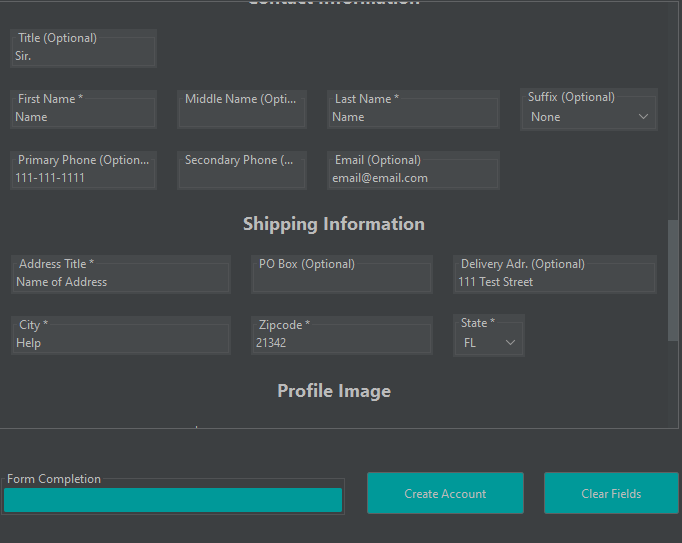 Contact Information
Title (Optional)
Sir.
First Name *
Middle Name (Opti...
Last Name *
Suffix (Optional)
Name
Name
None
Primary Phone (Option...
Secondary Phone (...
Email (Optional)
111-111-1111
email@email.com
Shipping Information
Address Title *
PO Box (Optional)
Delivery Adr. (Optional)
Name of Address
111 Test Street
City *
Zipcode *
State *
Help
21342
FL
Profile Image
Form Completion
Create Account
Clear Fields